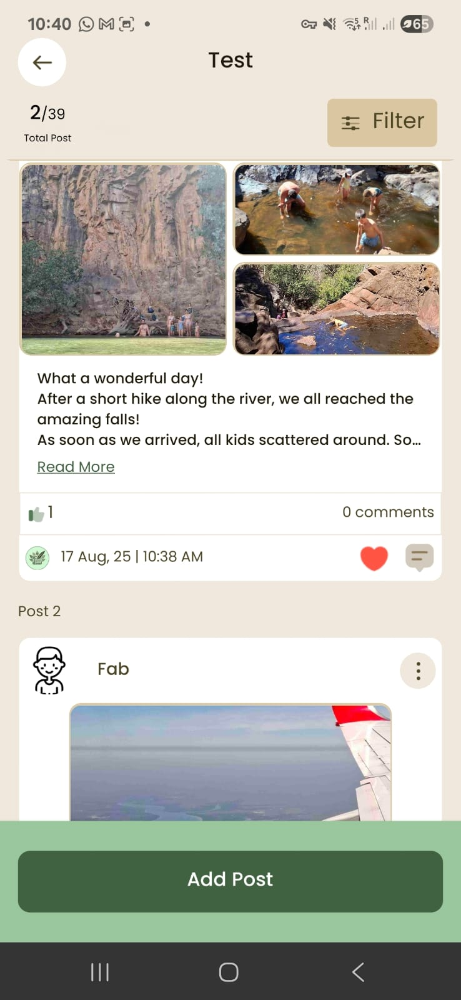 10:40
R
65
Test
2/39
Total Post
Filter
What a wonderful day!
After a short hike along the river, we all reached the
amazing falls!
As soon as we arrived, all kids scattered around. So...
Read More
1
0 comments
17 Aug, 25 | 10:38 AM
Post 2
Fab
Add Post